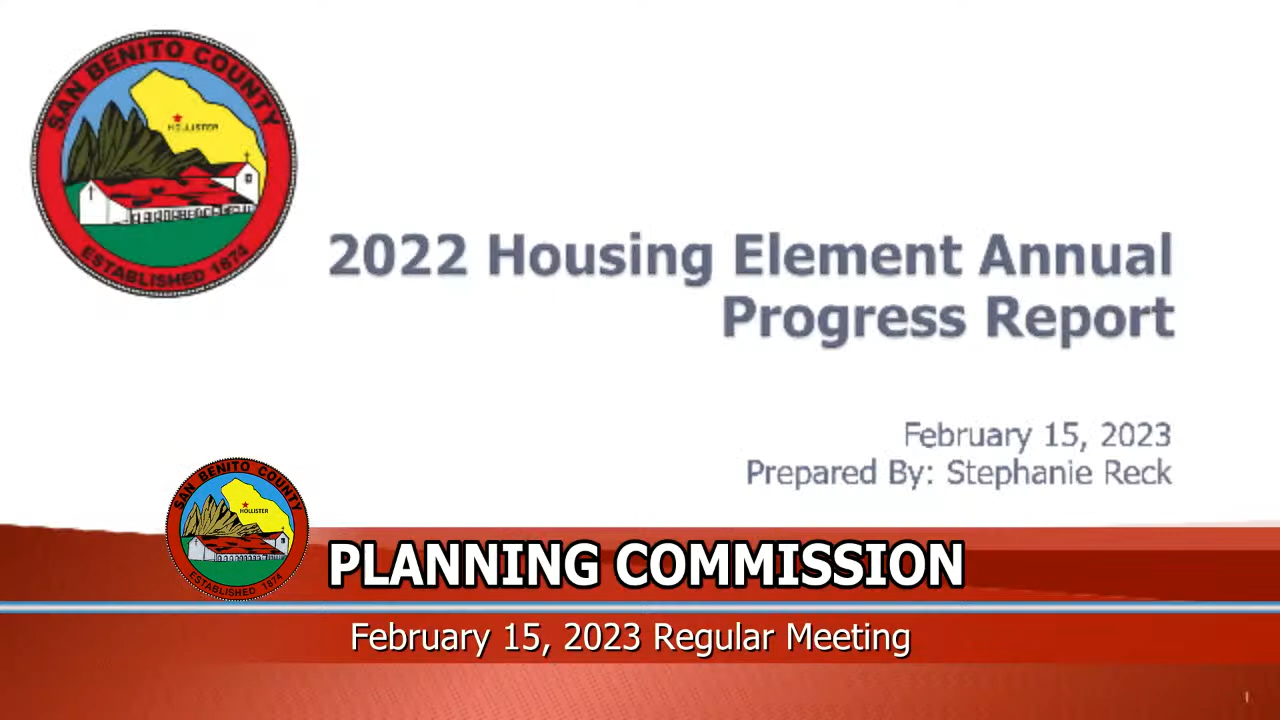 SAN BENITO COUNTY
HOLLISTER
ESTABLISHED 1874
2022 Housing Element Annual
Progress Report
February 15, 2023
Prepared By: Stephanie Reck
SAN BENITO COUNTY
HOLLISTER
ESTABLISHED 1874
PLANNING COMMISSION
February 15, 2023 Regular Meeting
1